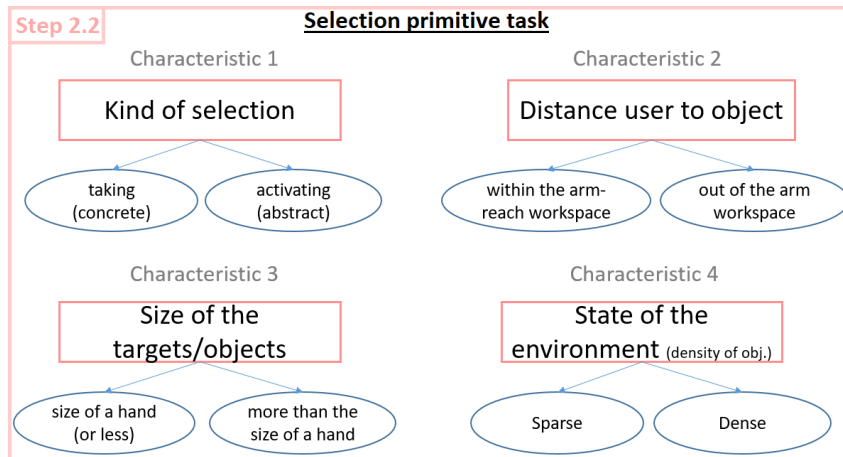 Step 2.2
Selection primitive task
Characteristic 1
Kind of selection
taking
(concrete)
activating
(abstract)
Characteristic 2
Distance user to object
within the arm-
reach workspace
out of the arm
workspace
Characteristic 3
Size of the
targets/objects
size of a hand
(or less)
more than the
size of a hand
Characteristic 4
State of the
environment (density of obj.)
Sparse
Dense